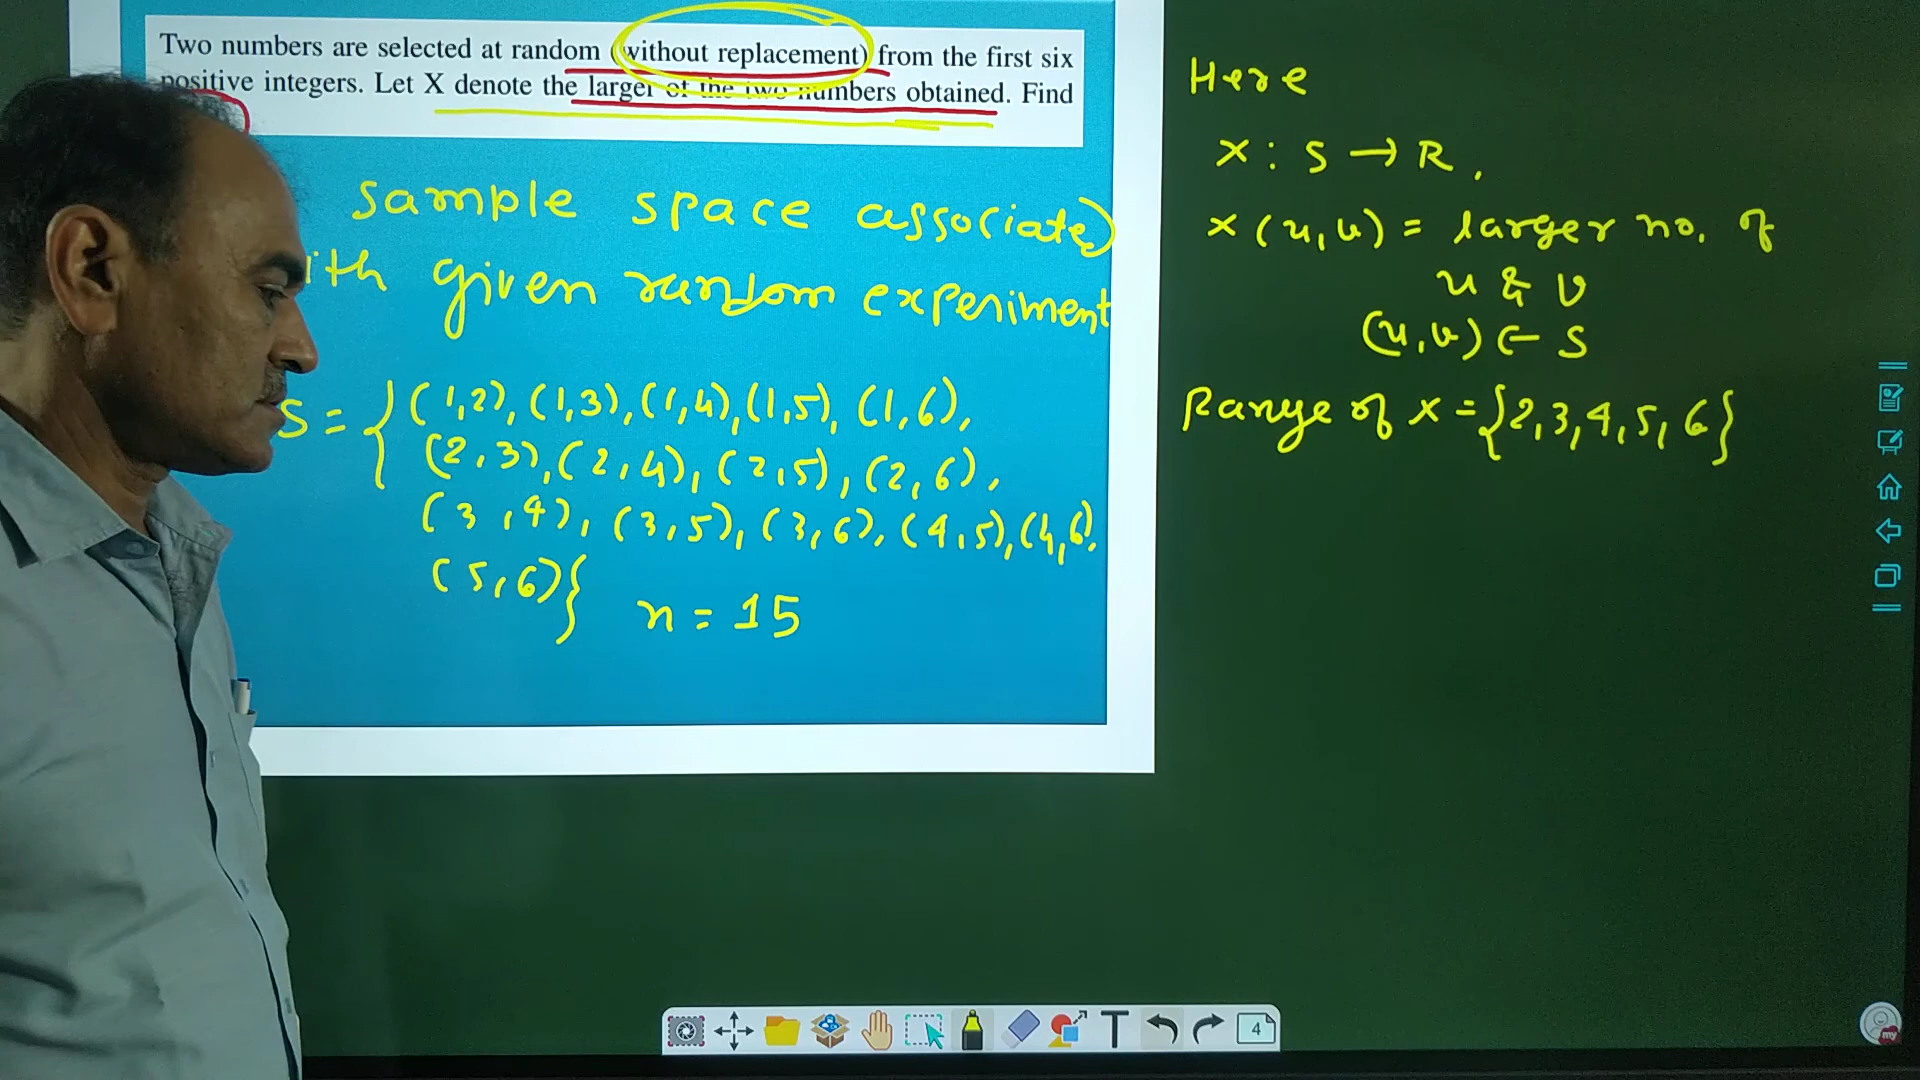 Two numbers are selected at random (without replacement) from the first six
positive integers. Let X denote the larger of the two numbers obtained. Find
sample space associated
ith given random experiment
S = {(1,2), (1,3), (1,4), (1,5), (1,6),
(2,3), (2,4), (2,5), (2,6),
(3,4), (3,5), (3,6), (4,5), (4,6),
(5,6)} n = 15
Here
X : S → R,
X (u,v) = larger no. of
u & v
(u,v) ∈ S
Range of X = {2,3,4,5,6}
T
4
my